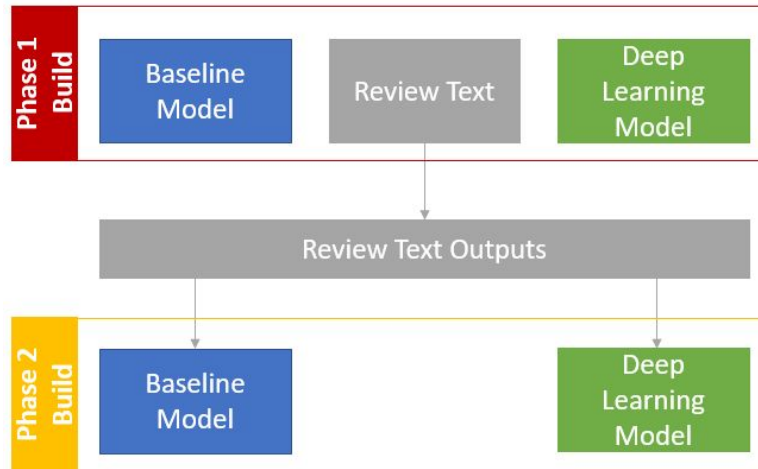 Phase 1
Build
Baseline
Model
Review Text
Deep
Learning
Model
Review Text Outputs
Phase 2
Build
Baseline
Model
Deep
Learning
Model